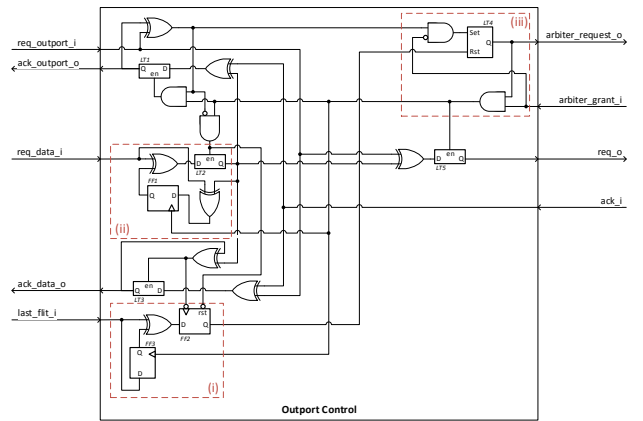 (iii)
LT4
req_outport_i
Set
Q
arbiter_request_o
ack_outport_o
LT1
Q D
en
Rst
arbiter_grant_i
req_data_i
en
D Q
LT2
en
D Q
LT5
req_o
FF1
Q D
ack_i
(ii)
ack_data_o
en
Q D
LT3
last_flit_i
rst
D Q
FF2
FF3
Q
D
(i)
Outport Control